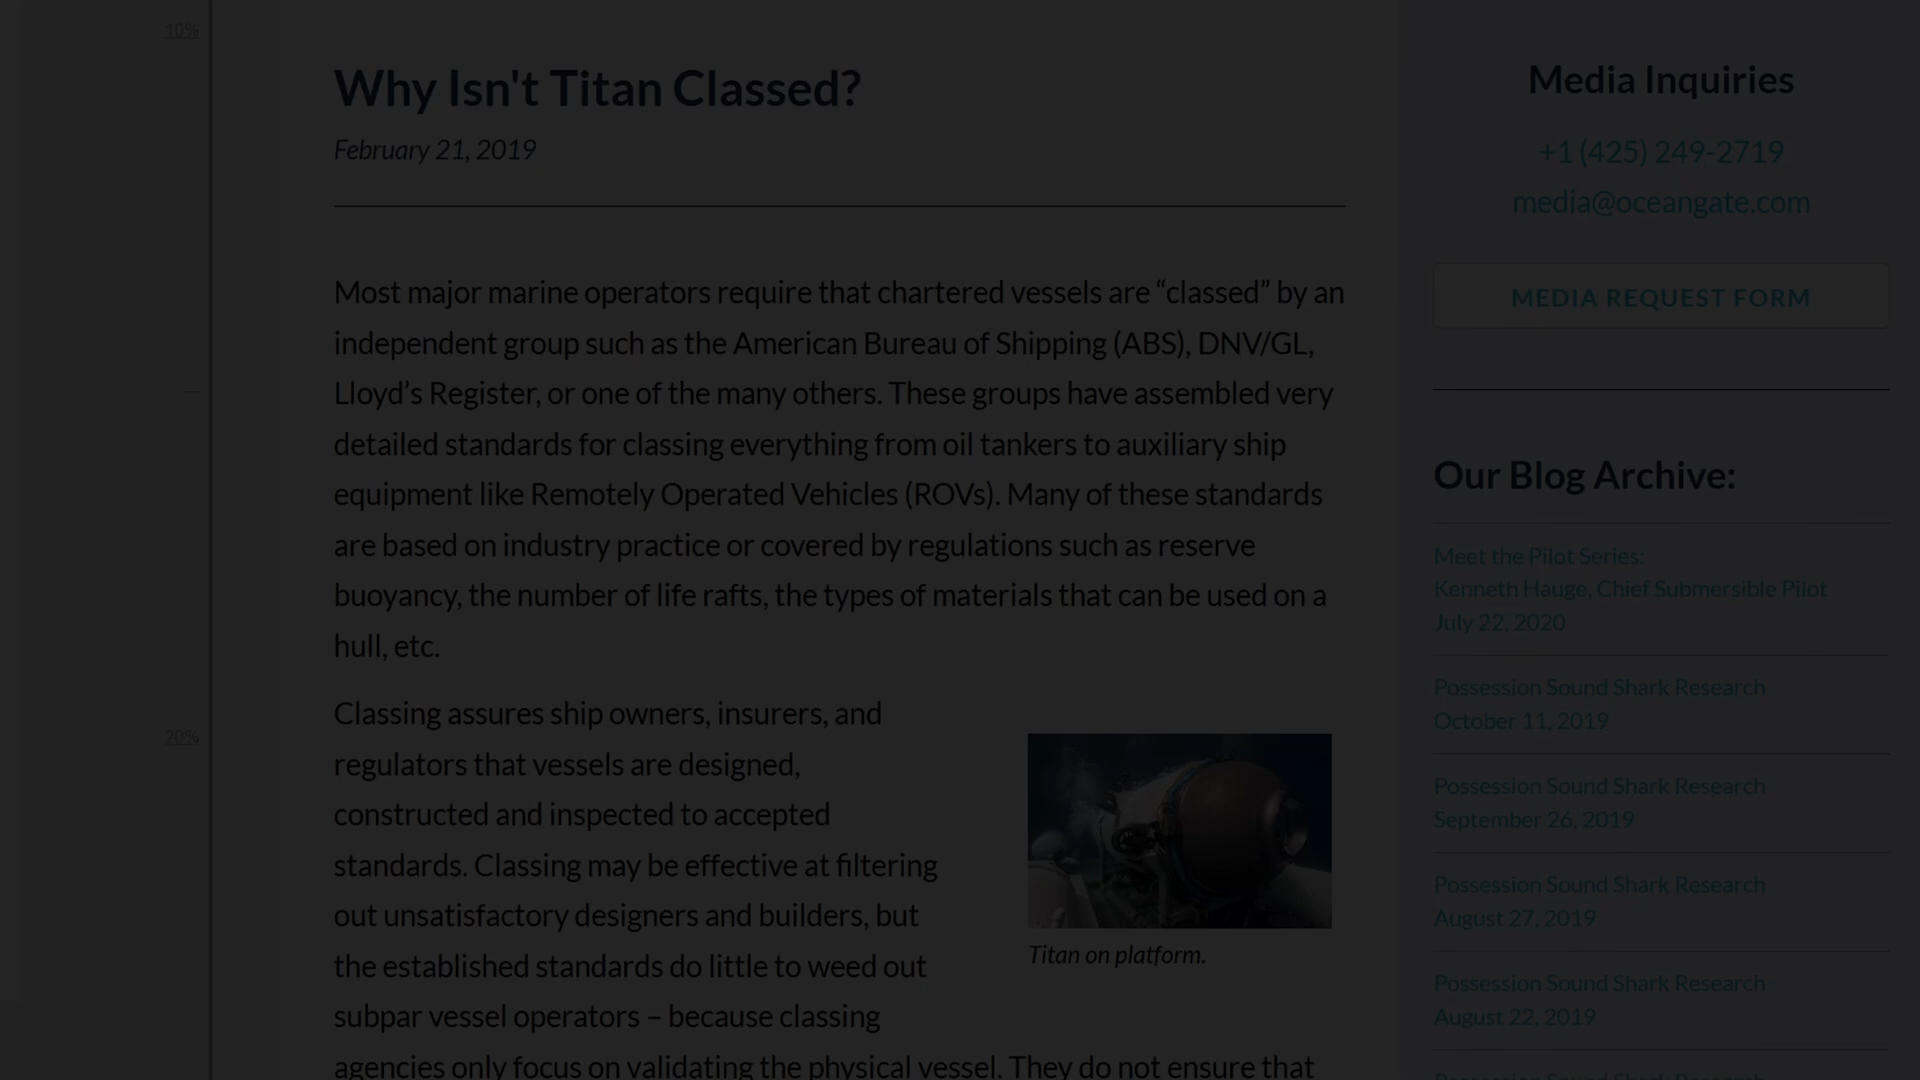 10%
Why Isn't Titan Classed?
February 21, 2019
Most major marine operators require that chartered vessels are “classed” by an
independent group such as the American Bureau of Shipping (ABS), DNV/GL,
Lloyd’s Register, or one of the many others. These groups have assembled very
detailed standards for classing everything from oil tankers to auxiliary ship
equipment like Remotely Operated Vehicles (ROVs). Many of these standards
are based on industry practice or covered by regulations such as reserve
buoyancy, the number of life rafts, the types of materials that can be used on a
hull, etc.
20%
Classing assures ship owners, insurers, and
regulators that vessels are designed,
constructed and inspected to accepted
standards. Classing may be effective at filtering
out unsatisfactory designers and builders, but
the established standards do little to weed out
subpar vessel operators – because classing
agencies only focus on validating the physical vessel. They do not ensure that
Titan on platform.
Media Inquiries
+1 (425) 249-2719
media@oceangate.com
MEDIA REQUEST FORM
Our Blog Archive:
Meet the Pilot Series:
Kenneth Hauge, Chief Submersible Pilot
July 22, 2020
Possession Sound Shark Research
October 11, 2019
Possession Sound Shark Research
September 26, 2019
Possession Sound Shark Research
August 27, 2019
Possession Sound Shark Research
August 22, 2019